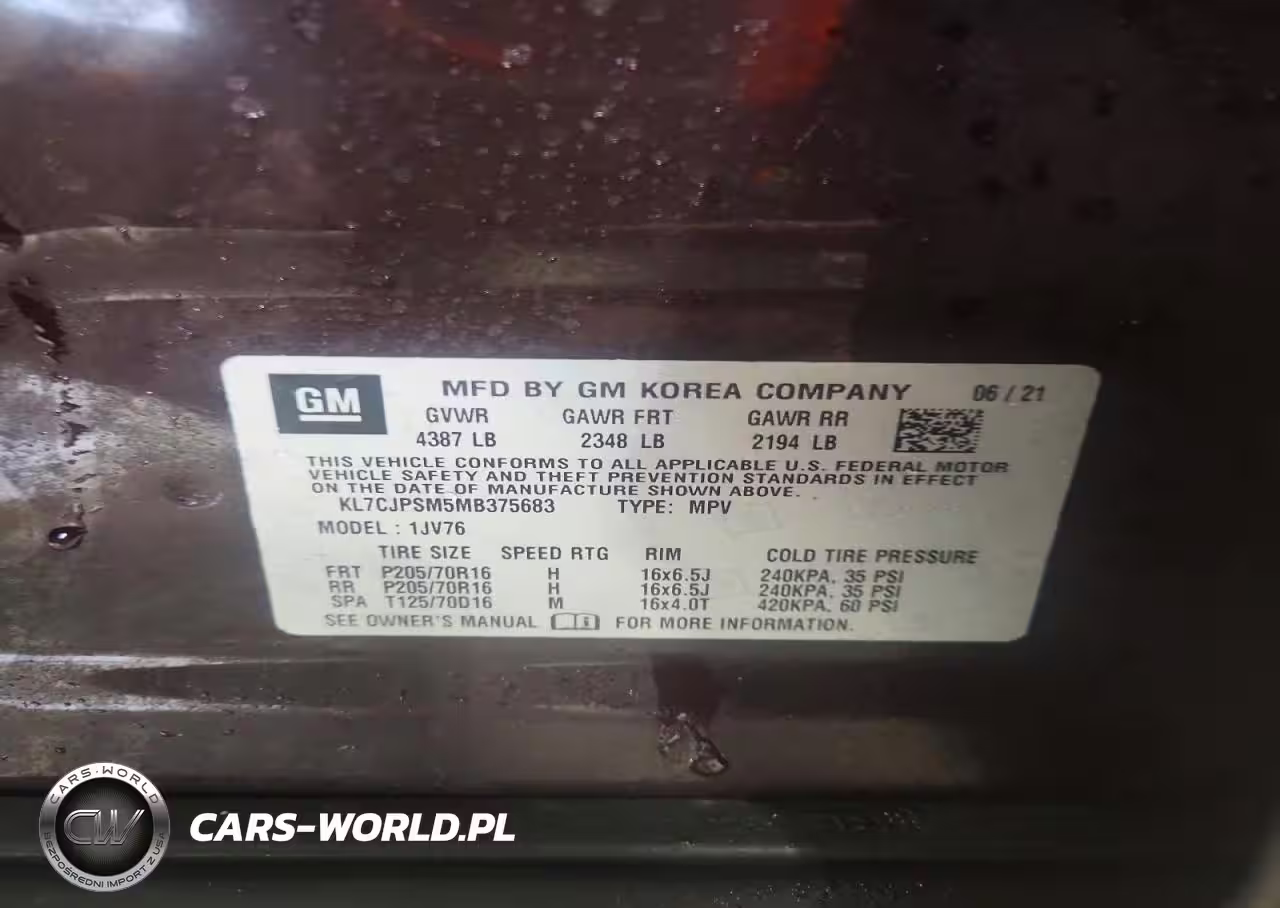 GM
MFD BY GM KOREA COMPANY 06 / 21
GVWR GAWR FRT GAWR RR
4387 LB 2348 LB 2194 LB
THIS VEHICLE CONFORMS TO ALL APPLICABLE U.S. FEDERAL MOTOR
VEHICLE SAFETY AND THEFT PREVENTION STANDARDS IN EFFECT
ON THE DATE OF MANUFACTURE SHOWN ABOVE.
KL7CJPSM5MB375683 TYPE: MPV
MODEL : 1JV76
TIRE SIZE SPEED RTG RIM COLD TIRE PRESSURE
FRT P205/70R16 H 16x6.5J 240KPA, 35 PSI
RR P205/70R16 H 16x6.5J 240KPA, 35 PSI
SPA T125/70D16 M 16x4.0T 420KPA, 60 PSI
SEE OWNER'S MANUAL FOR MORE INFORMATION.
CARS-WORLD
CW
BEZPOŚREDNI IMPORT Z USA
CARS-WORLD.PL